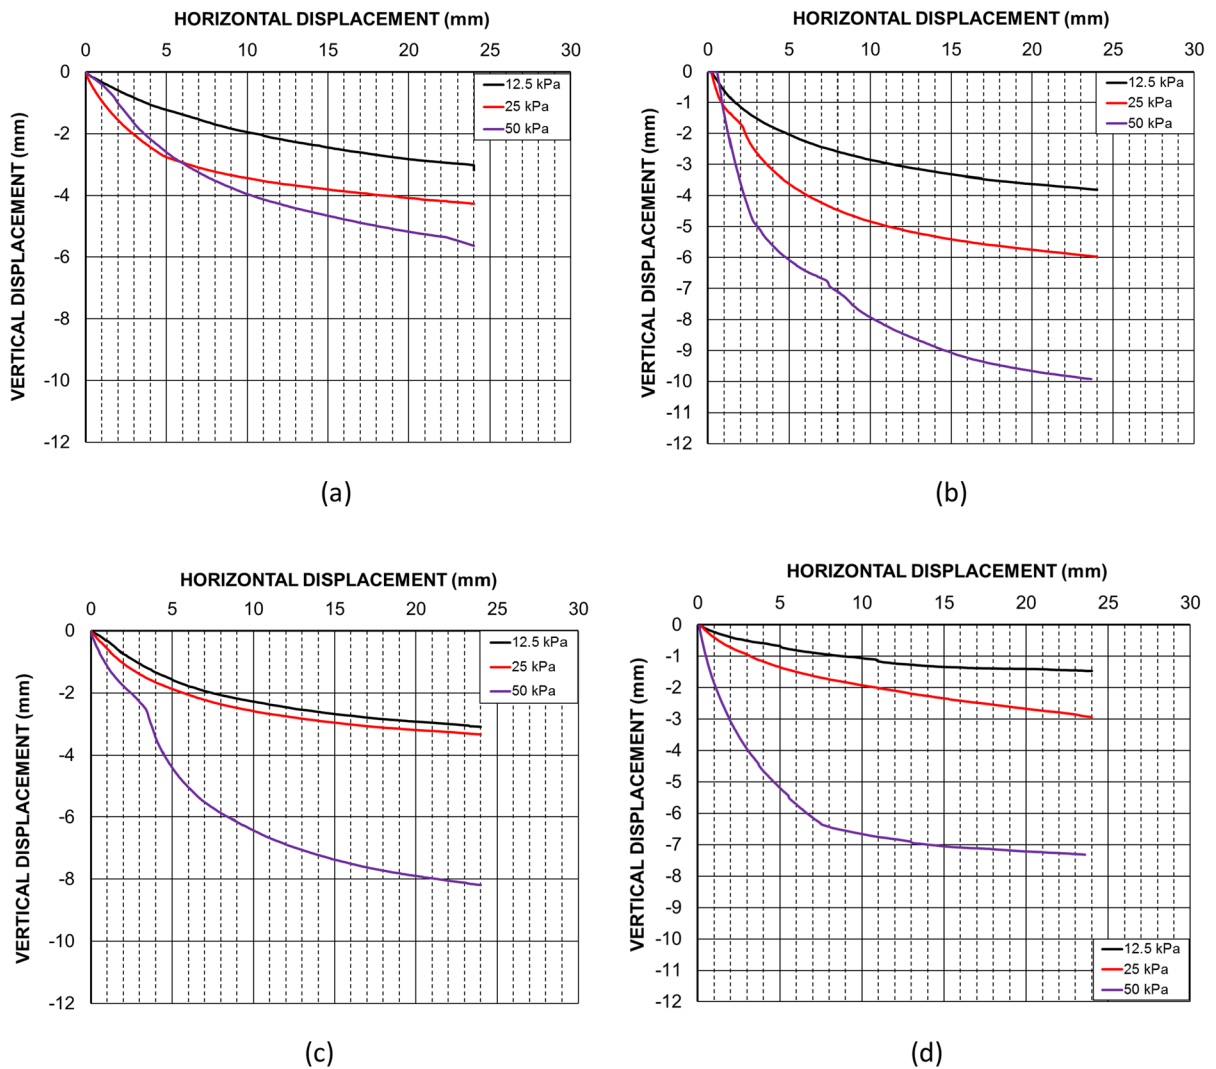 HORIZONTAL DISPLACEMENT (mm)
0 5 10 15 20 25 30
0
-2
-4
-6
-8
-10
-12
VERTICAL DISPLACEMENT (mm)
12.5 kPa
25 kPa
50 kPa
(a)
HORIZONTAL DISPLACEMENT (mm)
0 5 10 15 20 25 30
0
-1
-2
-3
-4
-5
-6
-7
-8
-9
-10
-11
-12
VERTICAL DISPLACEMENT (mm)
12.5 kPa
25 kPa
50 kPa
(b)
HORIZONTAL DISPLACEMENT (mm)
0 5 10 15 20 25 30
0
-2
-4
-6
-8
-10
-12
VERTICAL DISPLACEMENT (mm)
12.5 kPa
25 kPa
50 kPa
(c)
HORIZONTAL DISPLACEMENT (mm)
0 5 10 15 20 25 30
0
-1
-2
-3
-4
-5
-6
-7
-8
-9
-10
-11
-12
VERTICAL DISPLACEMENT (mm)
12.5 kPa
25 kPa
50 kPa
(d)